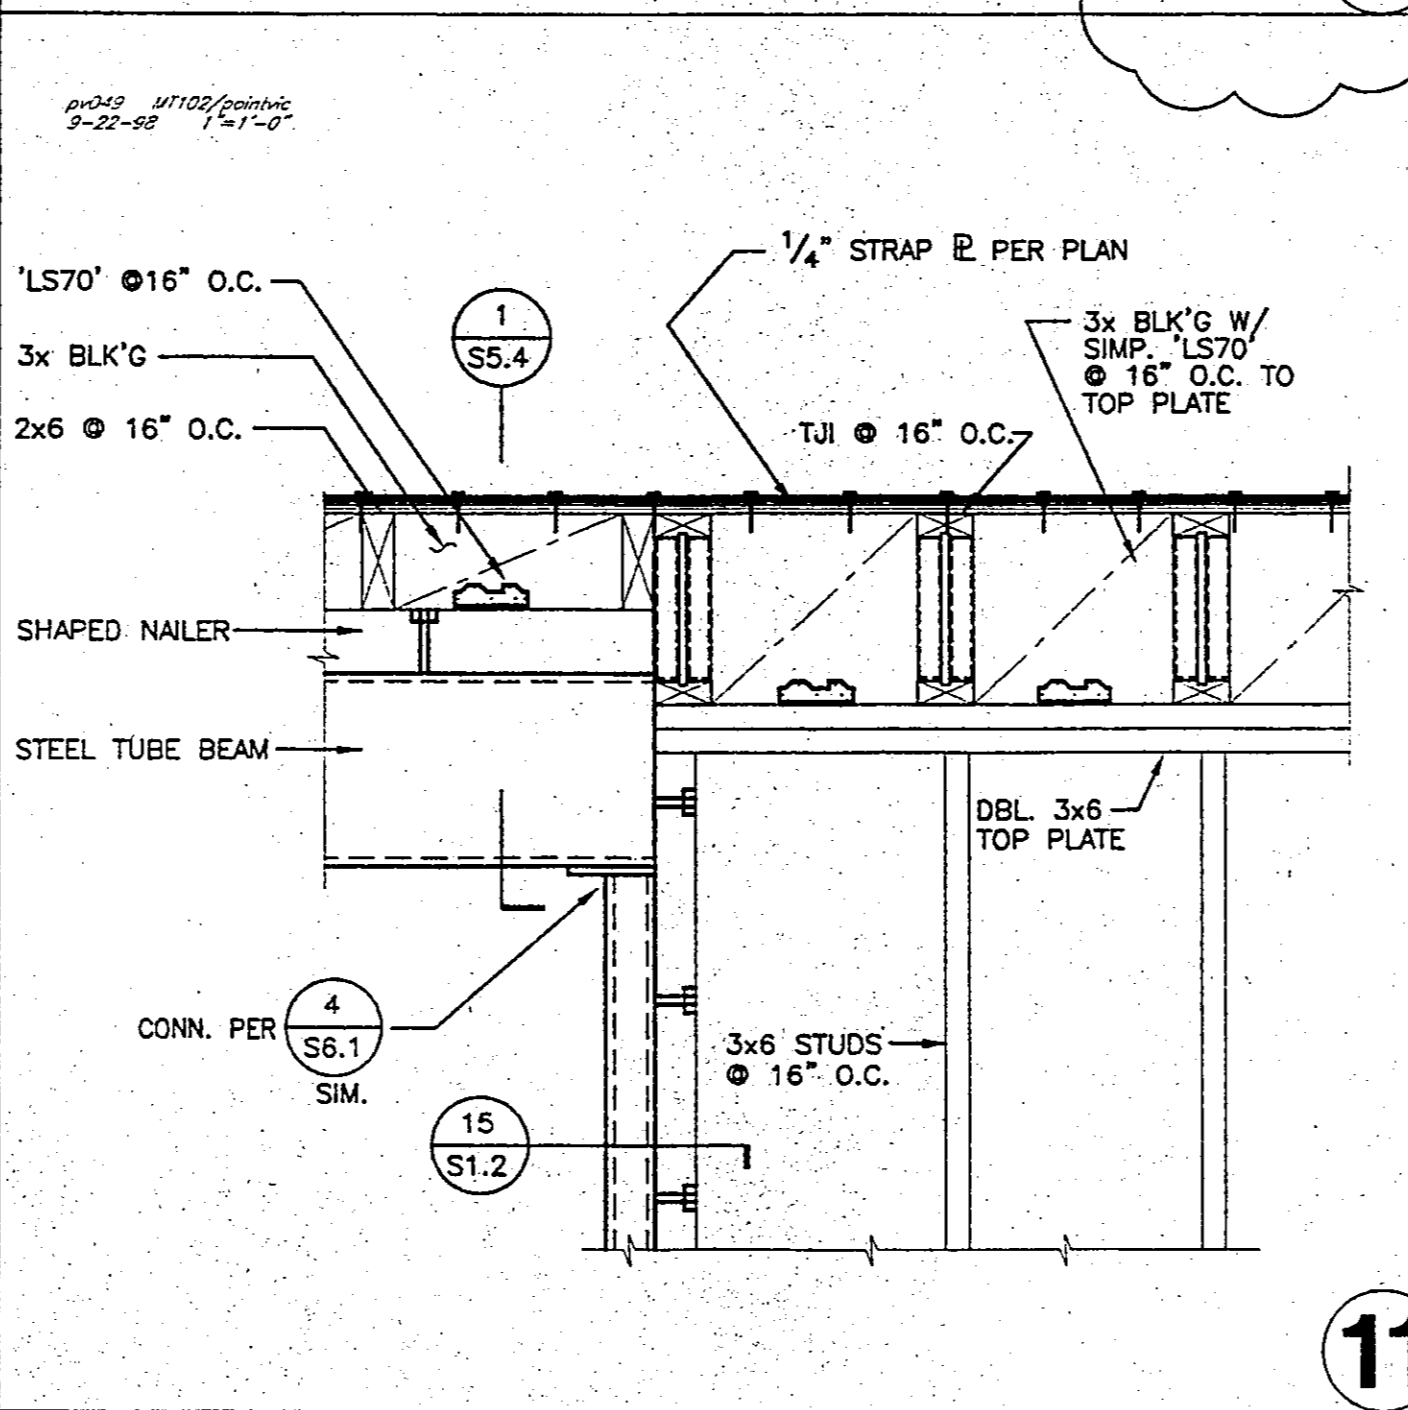 pv049 MT102/pointvic
9-22-98 1"=1'-0"
'LS70' @16" O.C.
3x BLK'G
2x6 @ 16" O.C.
1
S5.4
1/4" STRAP ℄ PER PLAN
3x BLK'G W/
SIMP. 'LS70'
@ 16" O.C. TO
TOP PLATE
TJI @ 16" O.C.
SHAPED NAILER
STEEL TUBE BEAM
DBL. 3x6
TOP PLATE
CONN. PER
4
S6.1
SIM.
3x6 STUDS
@ 16" O.C.
15
S1.2
11